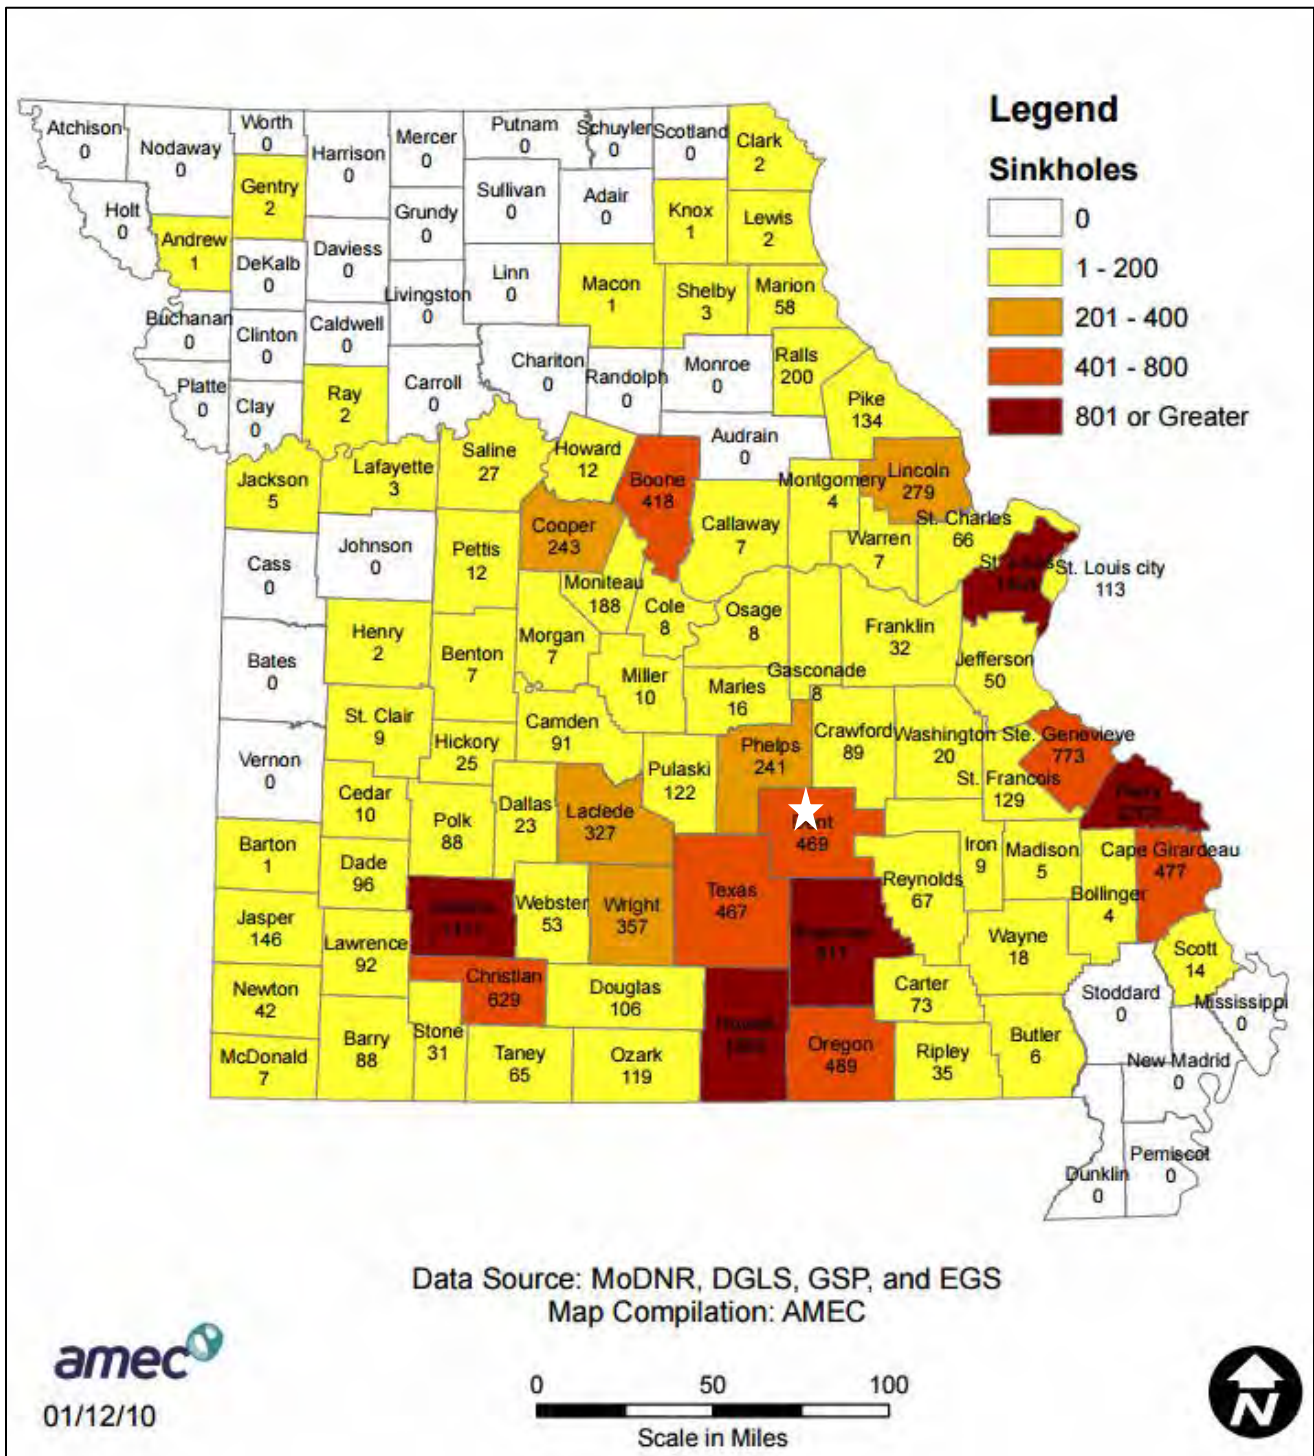 Legend
Sinkholes
0
1 - 200
201 - 400
401 - 800
801 or Greater
Atchison
0
Nodaway
0
Worth
0
Harrison
0
Mercer
0
Putnam
0
Schuyler
0
Scotland
0
Clark
2
Holt
0
Andrew
1
Gentry
2
DeKalb
0
Daviess
0
Grundy
0
Sullivan
0
Adair
0
Knox
1
Lewis
2
Livingston
0
Linn
0
Macon
1
Shelby
3
Marion
58
Buchanan
0
Clinton
0
Caldwell
0
Chariton
0
Randolph
0
Monroe
0
Ralls
200
Platte
0
Clay
0
Ray
2
Carroll
0
Pike
134
Audrain
0
Jackson
5
Lafayette
3
Saline
27
Howard
12
Boone
418
Montgomery
4
Lincoln
279
Cooper
243
Callaway
7
Warren
7
St. Charles
66
St. Louis city
113
Cass
0
Johnson
0
Pettis
12
Moniteau
188
Cole
8
Osage
8
Franklin
32
Henry
2
Benton
7
Morgan
7
Miller
10
Maries
16
Gasconade
8
Jefferson
50
Bates
0
St. Clair
9
Hickory
25
Camden
91
Phelps
241
Crawford
89
Washington
20
Ste. Genevieve
773
St. Francois
129
Vernon
0
Cedar
10
Polk
88
Dallas
23
Laclede
327
Pulaski
122
469
Barton
1
Dade
96
Webster
53
Wright
357
Texas
467
Reynolds
67
Iron
9
Madison
5
Cape Girardeau
477
Bollinger
4
Jasper
146
Lawrence
92
Christian
629
Douglas
106
Carter
73
Wayne
18
Scott
14
Newton
42
Stoddard
0
Mississippi
0
McDonald
7
Barry
88
Stone
31
Taney
65
Ozark
119
Oregon
489
Ripley
35
Butler
6
New Madrid
0
Dunklin
0
Pemiscot
0
Data Source: MoDNR, DGLS, GSP, and EGS
Map Compilation: AMEC
amec
01/12/10
0 50 100
Scale in Miles
N